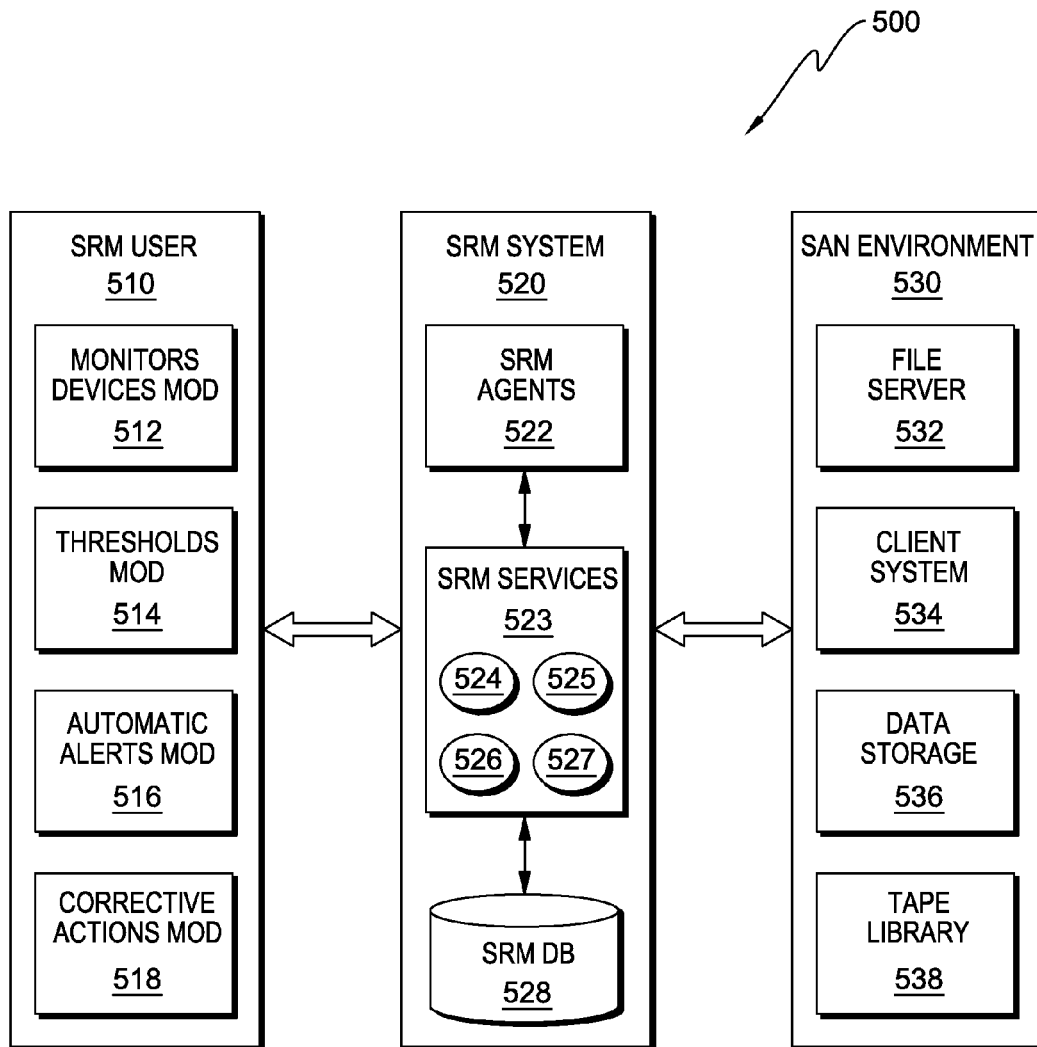 500
SRM USER
510
MONITORS
DEVICES MOD
512
THRESHOLDS
MOD
514
AUTOMATIC
ALERTS MOD
516
CORRECTIVE
ACTIONS MOD
518
SRM SYSTEM
520
SRM
AGENTS
522
SRM SERVICES
523
524 525
526 527
SRM DB
528
SAN ENVIRONMENT
530
FILE
SERVER
532
CLIENT
SYSTEM
534
DATA
STORAGE
536
TAPE
LIBRARY
538